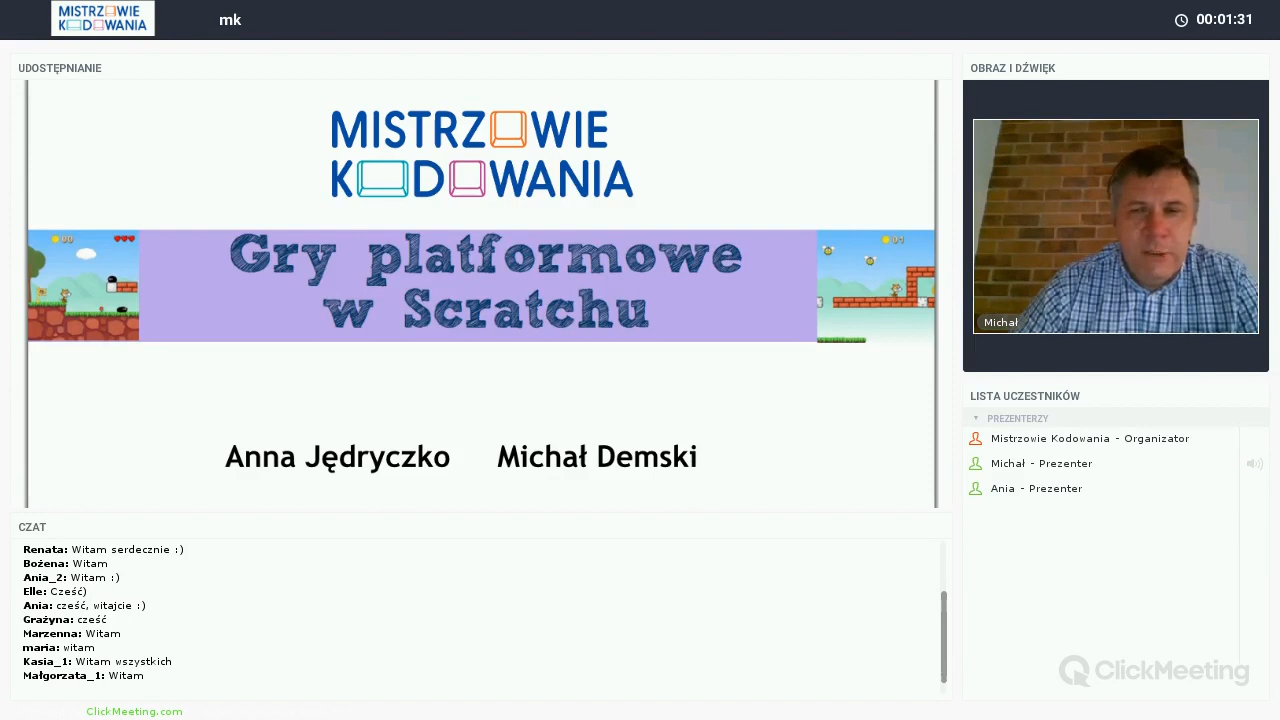 MISTRZOWIE
KODOWANIA
mk
00:01:31
UDOSTĘPNIANIE
MISTRZOWIE
KODOWANIA
Gry platformowe
w Scratchu
Anna Jędryczko Michał Demski
OBRAZ I DŹWIĘK
Michał
LISTA UCZESTNIKÓW
PREZENTERZY
Mistrzowie Kodowania - Organizator
Michał - Prezenter
Ania - Prezenter
CZAT
Renata: Witam serdecznie :)
Bożena: Witam
Ania_2: Witam :)
Elle: Cześć)
Ania: cześć, witajcie :)
Grażyna: cześć
Marzenna: Witam
maria: witam
Kasia_1: Witam wszystkich
Małgorzata_1: Witam
ClickMeeting
ClickMeeting.com